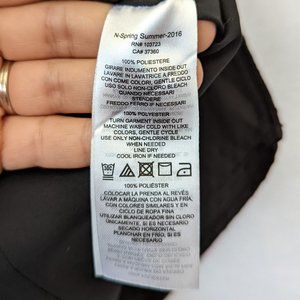 N-Spring Summer-2016
RN# 103723
CA# 37360
100% POLIESTERE
GIRARE INDUMENTO INSIDE OUT
LAVARE IN LAVATRICE A FREDDO
CON COME COLORI, GENTLE CICLO
USO SOLO NON-CLORO BLEACH
QUANDO NECESSARI
STENDERE
FREDDO FERRO IF NECESSARI
100% POLYESTER
TURN GARMENT INSIDE OUT
MACHINE WASH COLD WITH LIKE
COLORS, GENTLE CYCLE
USE ONLY NON-CHLORINE BLEACH
WHEN NEEDED
LINE DRY
COOL IRON IF NEEDED
100% POLIÉSTER
COLOCAR LA PRENDA AL REVÉS
LAVAR A MÁQUINA CON AGUA FRÍA,
CON COLORES SIMILARES Y EN
CICLO DE ROPA FINA
UTILIZAR BLANQUEADOR SIN CLORO
CUANDO SEA NECESARIO
SECADO HORIZONTAL
PLANCHAR EN FRÍO, SI ES
NECESARIO